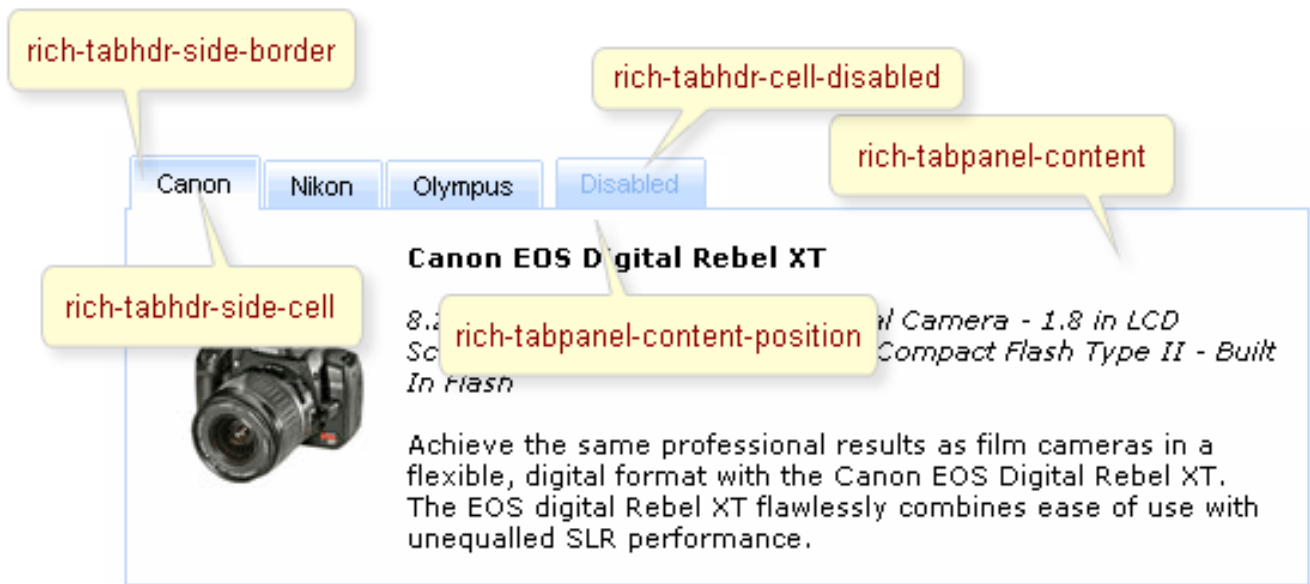 rich-tabhdr-side-border
rich-tabhdr-cell-disabled
rich-tabpanel-content
Canon Nikon Olympus Disabled
Canon EOS Digital Rebel XT
rich-tabhdr-side-cell
rich-tabpanel-content-position
Camera - 1.8 in LCD
Compact Flash Type II - Built
In Flash
Achieve the same professional results as film cameras in a
flexible, digital format with the Canon EOS Digital Rebel XT.
The EOS digital Rebel XT flawlessly combines ease of use with
unequalled SLR performance.